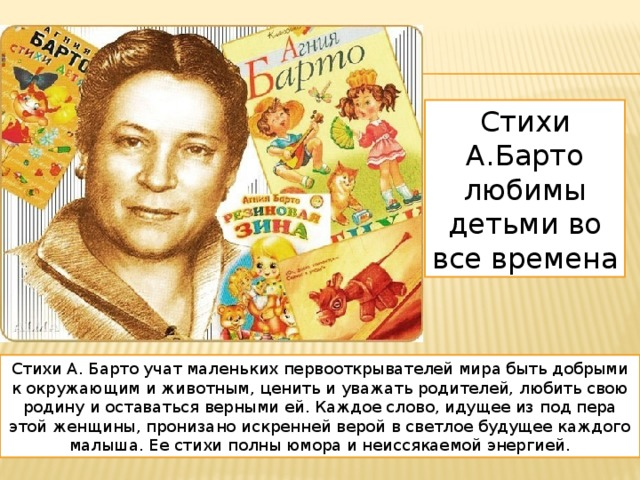 АГНИЯ
БАРТО
СТИХИ ДЕТЯМ
Агния
Барто
Агния Барто
РЕЗИНОВАЯ
ЗИНА
Стихи
А.Барто
любимы
детьми во
все времена
Стихи А. Барто учат маленьких первооткрывателей мира быть добрыми
к окружающим и животным, ценить и уважать родителей, любить свою
родину и оставаться верными ей. Каждое слово, идущее из под пера
этой женщины, пронизано искренней верой в светлое будущее каждого
малыша. Ее стихи полны юмора и неиссякаемой энергией.